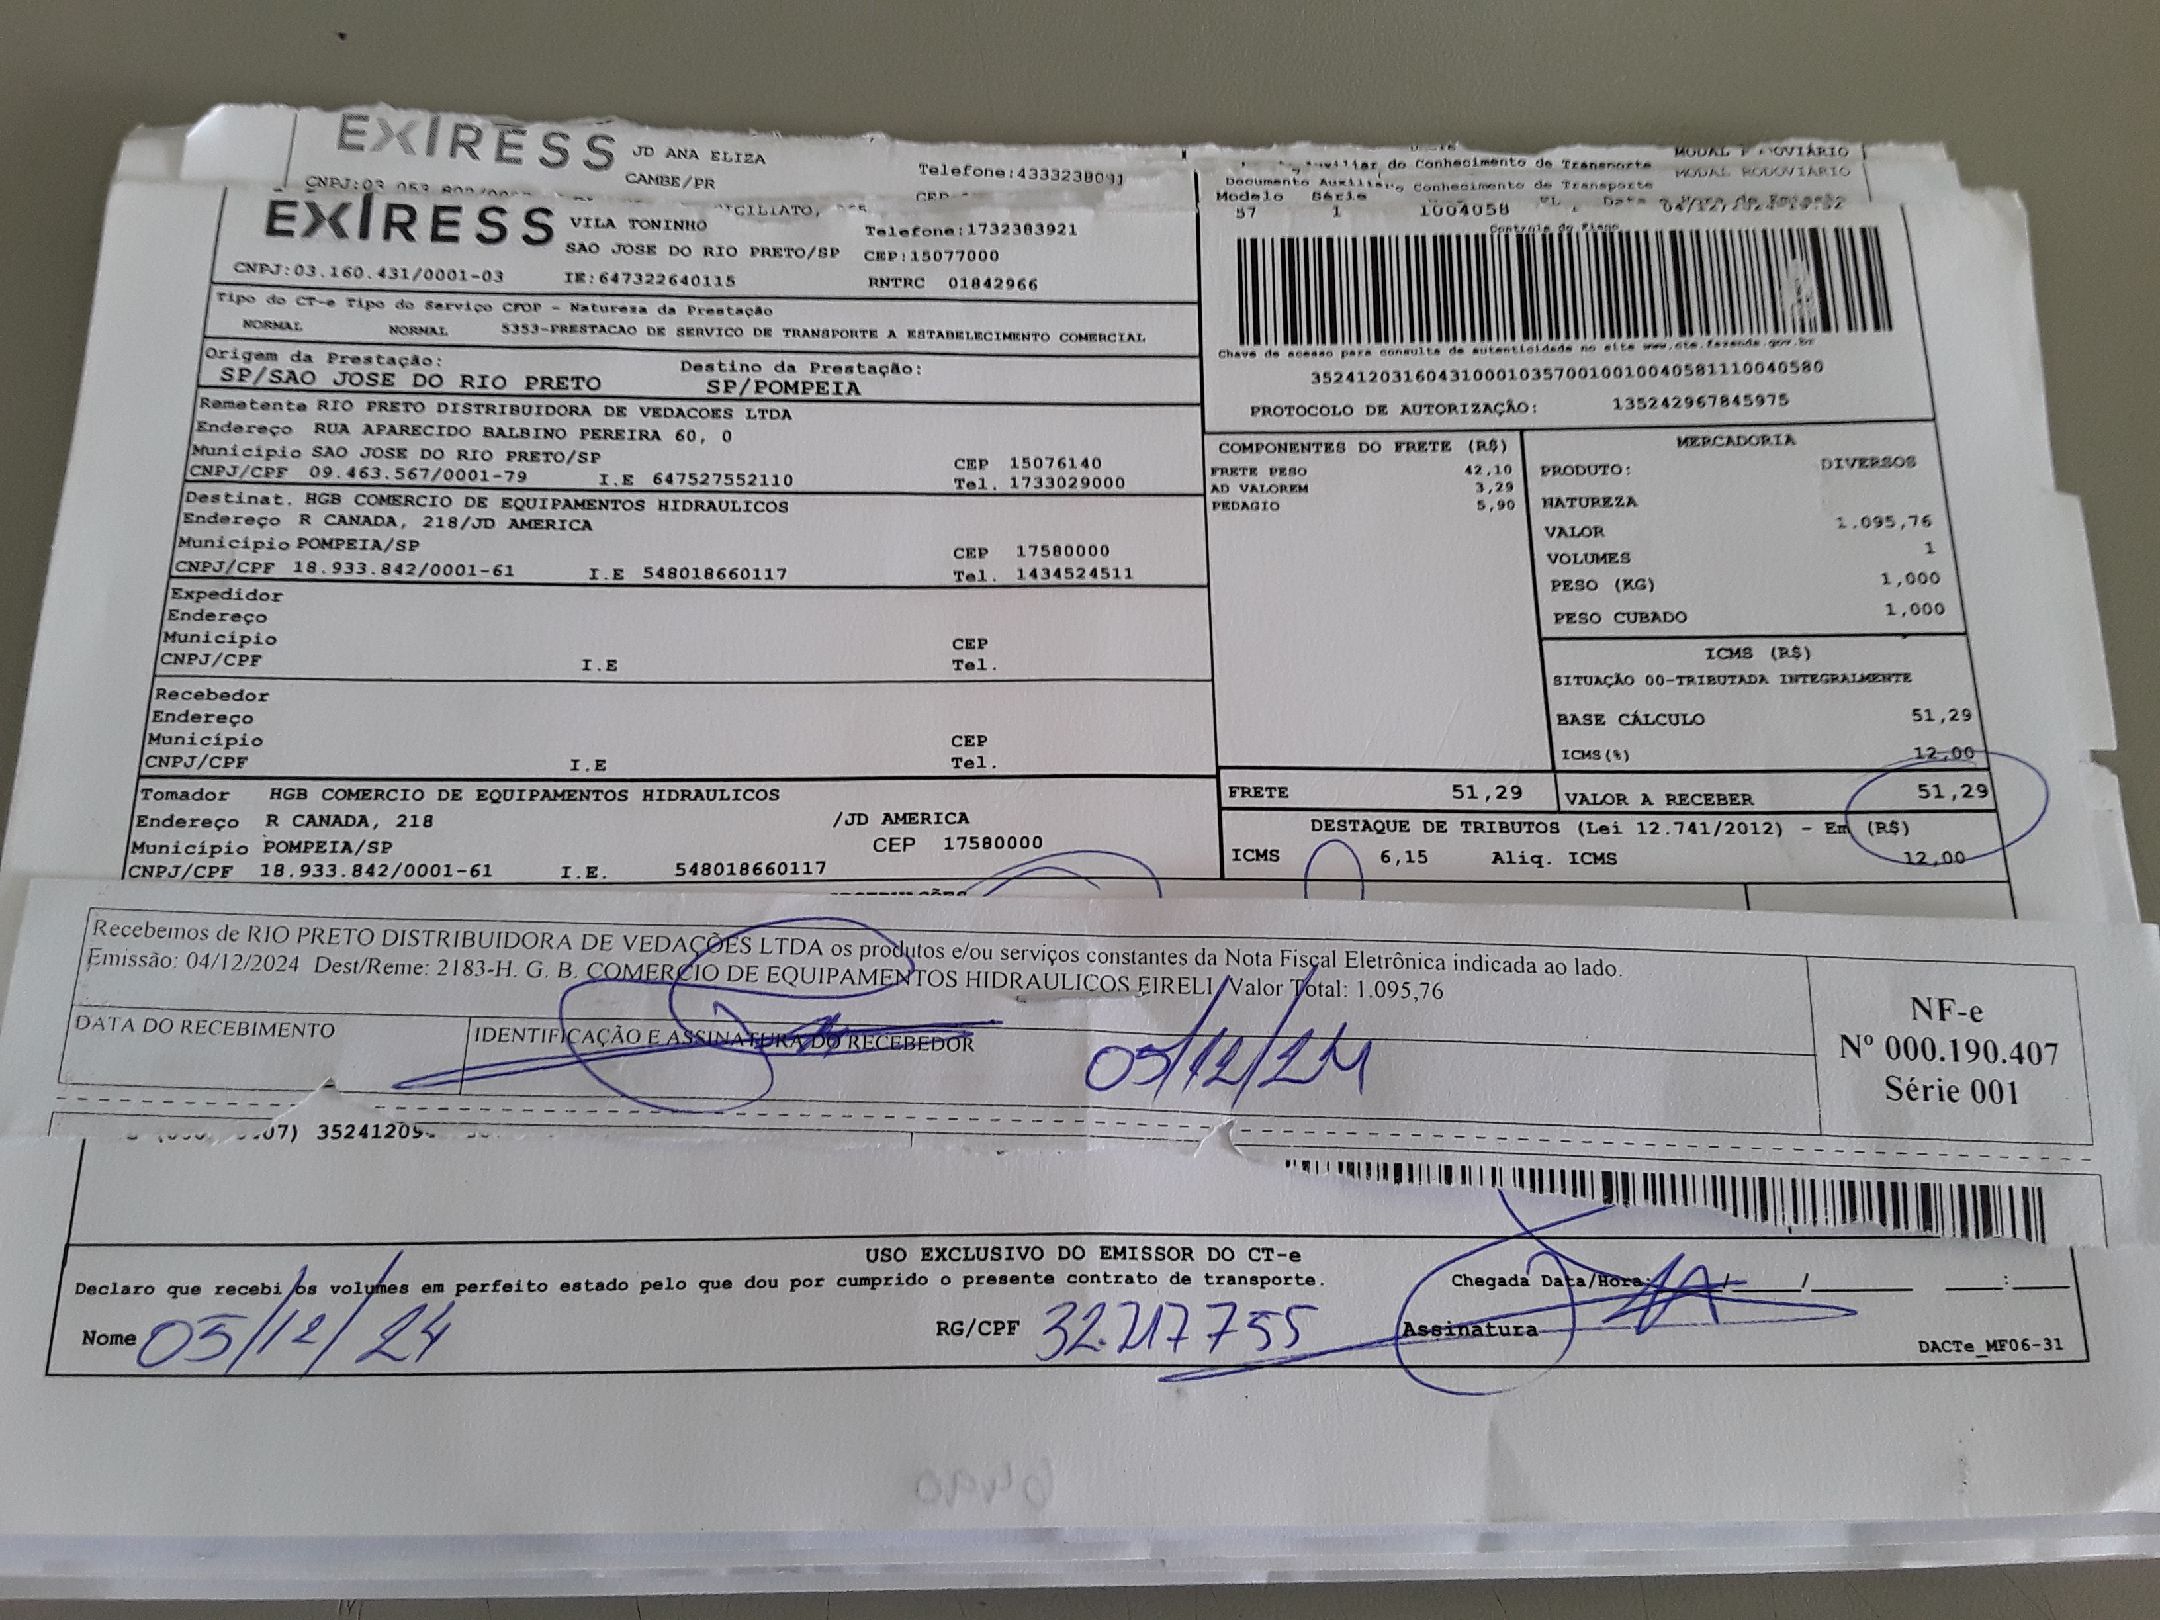 EXIRESS JD ANA ELIZA
CAMBE/PR
Telefone:4333238091
do Conhecimento de Transporte
MODAL RODOVIÁRIO
Documento Conhecimento de Transporte
MODAL RODOVIARIO
EXIRESS VILA TONINHO
SAO JOSE DO RIO PRETO/SP
Telefone:1732383921
CEP:15077000
CNPJ:03.160.431/0001-03 IE:647322640115 RNTRC 01842966
Modelo Série
57 1 1004058
Tipo do CT-e Tipo do Serviço CFOP - Natureza da Prestação
NORMAL NORMAL 5353-PRESTACAO DE SERVICO DE TRANSPORTE A ESTABELECIMENTO COMERCIAL
Origem da Prestação: Destino da Prestação:
SP/SAO JOSE DO RIO PRETO SP/POMPEIA
Chave de acesso para consulta de autenticidade no site www.cte.fazenda.gov.br
35241203160431000103570010010040581110040580
PROTOCOLO DE AUTORIZAÇÃO: 135242967845975
Remetente RIO PRETO DISTRIBUIDORA DE VEDACOES LTDA
Endereço RUA APARECIDO BALBINO PEREIRA 60, 0
Município SAO JOSE DO RIO PRETO/SP CEP 15076140
CNPJ/CPF 09.463.567/0001-79 I.E 647527552110 Tel. 1733029000
Destinat. HGB COMERCIO DE EQUIPAMENTOS HIDRAULICOS
Endereço R CANADA, 218/JD AMERICA
Município POMPEIA/SP CEP 17580000
CNPJ/CPF 18.933.842/0001-61 I.E 548018660117 Tel. 1434524511
Expedidor
Endereço
Município CEP
CNPJ/CPF I.E Tel.
Recebedor
Endereço
Município CEP
CNPJ/CPF I.E Tel.
Tomador HGB COMERCIO DE EQUIPAMENTOS HIDRAULICOS
Endereço R CANADA, 218 /JD AMERICA
Município POMPEIA/SP CEP 17580000
CNPJ/CPF 18.933.842/0001-61 I.E. 548018660117
COMPONENTES DO FRETE (R$)
FRETE PESO 42,10
AD VALOREM 3,29
PEDAGIO 5,90
MERCADORIA
PRODUTO: DIVERSOS
NATUREZA
VALOR 1.095,76
VOLUMES 1
PESO (KG) 1,000
PESO CUBADO 1,000
ICMS (R$)
SITUAÇÃO 00-TRIBUTADA INTEGRALMENTE
BASE CÁLCULO 51,29
ICMS(%) 12,00
FRETE 51,29 VALOR A RECEBER 51,29
DESTAQUE DE TRIBUTOS (Lei 12.741/2012) - Em (R$)
ICMS 6,15 Aliq. ICMS 12,00
Recebemos de RIO PRETO DISTRIBUIDORA DE VEDAÇÕES LTDA os produtos e/ou serviços constantes da Nota Fiscal Eletrônica indicada ao lado.
Emissão: 04/12/2024 Dest/Reme: 2183-H. G. B. COMERCIO DE EQUIPAMENTOS HIDRAULICOS EIRELI Valor Total: 1.095,76
DATA DO RECEBIMENTO IDENTIFICAÇÃO E ASSINATURA DO RECEBEDOR
05/12/24
NF-e
Nº 000.190.407
Série 001
USO EXCLUSIVO DO EMISSOR DO CT-e
Declaro que recebi os volumes em perfeito estado pelo que dou por cumprido o presente contrato de transporte. Chegada Data/Hora: / / :
Nome 05/12/24 RG/CPF 32.217755 Assinatura
DACTe_MF06-31